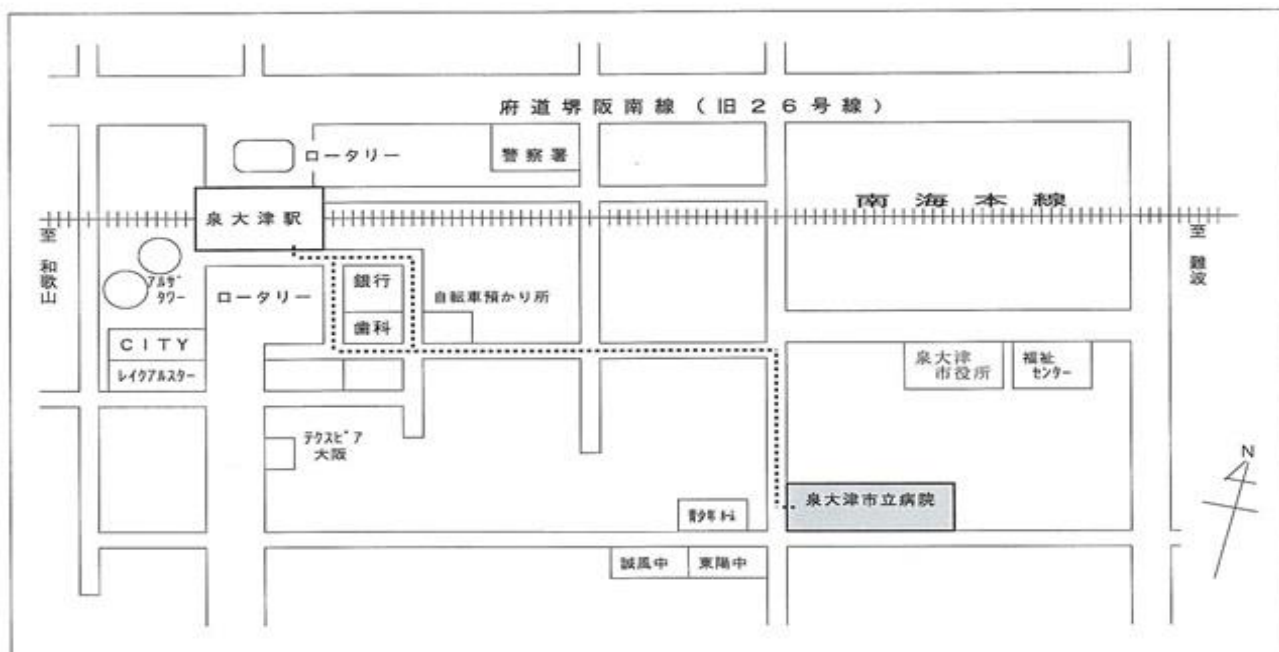 府道堺阪南線(旧26号線)
ロータリー
警察署
泉大津駅
南海本線
至 和歌山
至 難波
アルザ
タワー
ロータリー
銀行
歯科
自転車預かり所
CITY
レイクアルスター
泉大津
市役所
福祉
センター
テクスピア
大阪
N
泉大津市立病院
誠風中
東陽中